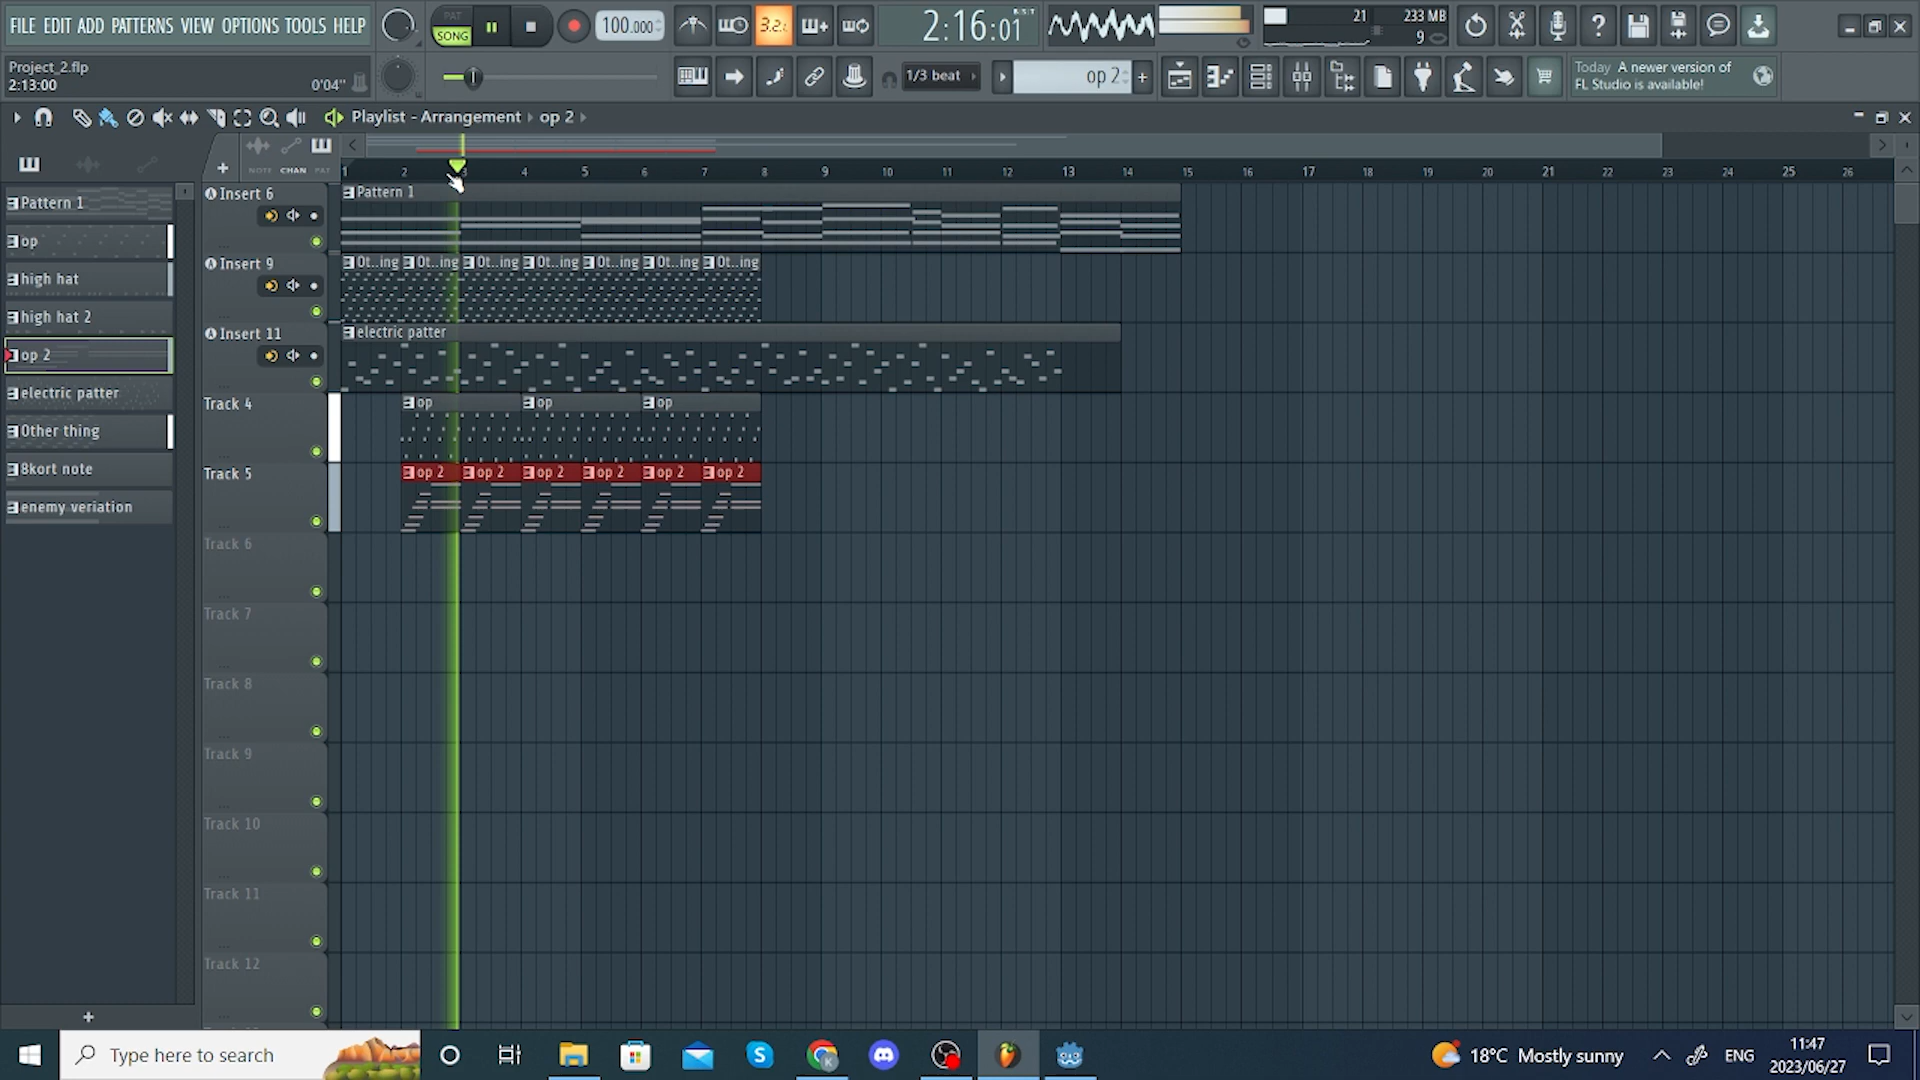 FILE EDIT ADD PATTERNS VIEW OPTIONS TOOLS HELP
PAT
SONG
100.000
3.2.
2:16:01
B:S:T
21
233 MB
9
Project_2.flp
2:13:00
0'04"
1/3 beat
op 2
Today A newer version of
FL Studio is available!
Playlist - Arrangement › op 2 ›
NOTE CHAN PAT
1 2 3 4 5 6 7 8 9 10 11 12 13 14 15 16 17 18 19 20 21 22 23 24 25 26
Pattern 1
op
high hat
high hat 2
op 2
electric patter
Other thing
8kort note
enemy veriation
Insert 6
Pattern 1
Insert 9
Ot..ing Ot..ing Ot..ing Ot..ing Ot..ing Ot..ing Ot..ing
Insert 11
electric patter
Track 4
op op op
Track 5
op 2 op 2 op 2 op 2 op 2 op 2
Track 6
Track 7
Track 8
Track 9
Track 10
Track 11
Track 12
Type here to search
18°C Mostly sunny
ENG
11:47
2023/06/27